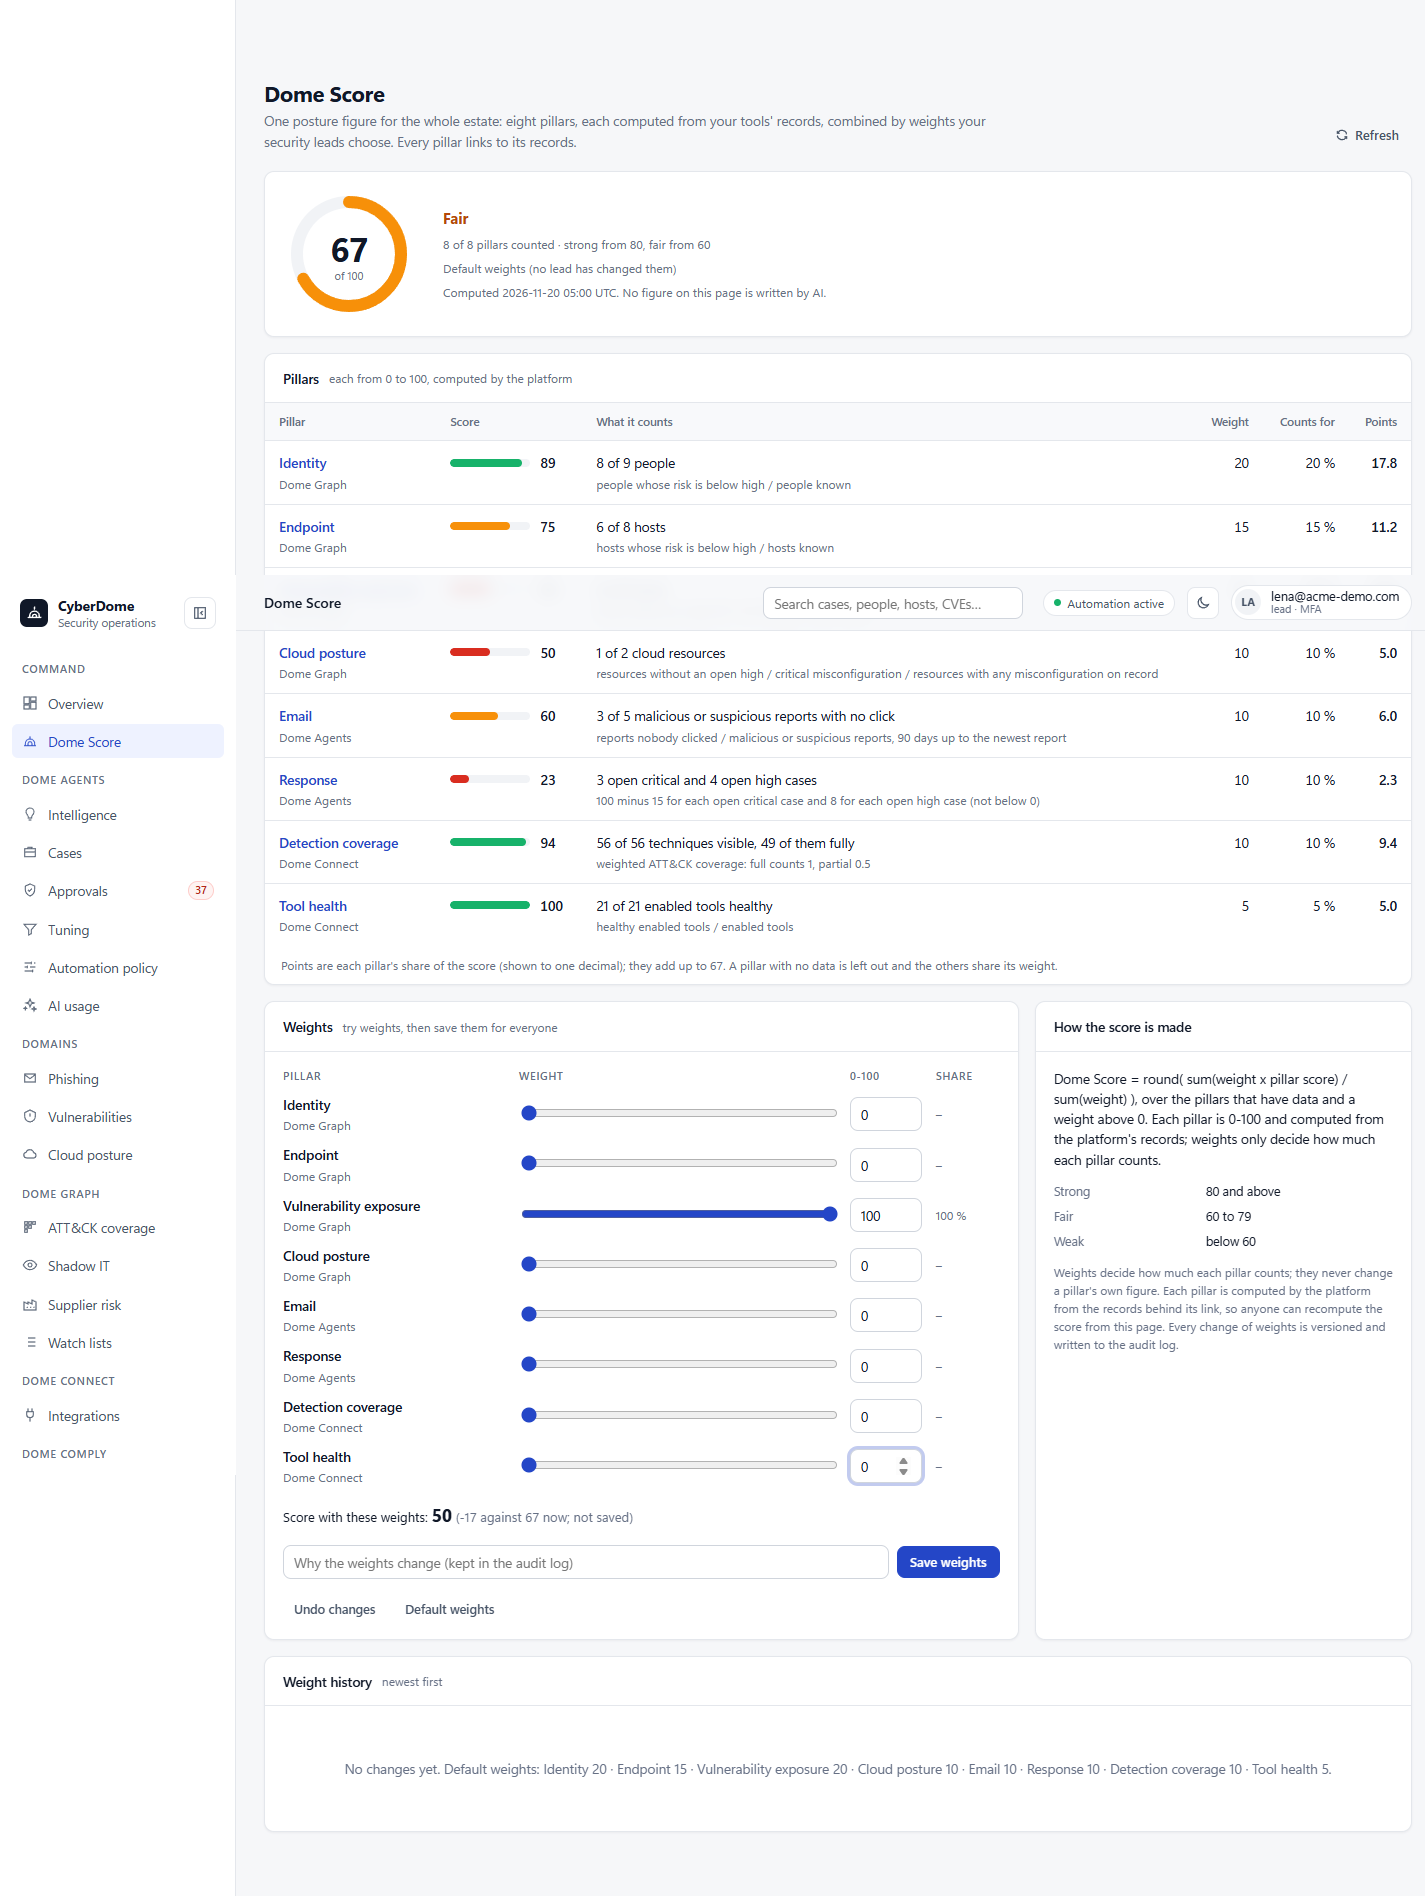 Dome Score
One posture figure for the whole estate: eight pillars, each computed from your tools' records, combined by weights your
security leads choose. Every pillar links to its records.
Refresh
67
of 100
Fair
8 of 8 pillars counted · strong from 80, fair from 60
Default weights (no lead has changed them)
Computed 2026-11-20 05:00 UTC. No figure on this page is written by AI.
Pillars each from 0 to 100, computed by the platform
Pillar Score What it counts Weight Counts for Points
Identity 89 8 of 9 people 20 20 % 17.8
Dome Graph people whose risk is below high / people known
Endpoint 75 6 of 8 hosts 15 15 % 11.2
Dome Graph hosts whose risk is below high / hosts known
CyberDome
Security operations
Dome Score
Search cases, people, hosts, CVEs...
Automation active
LA
lena@acme-demo.com
lead · MFA
Cloud posture 50 1 of 2 cloud resources 10 10 % 5.0
Dome Graph resources without an open high / critical misconfiguration / resources with any misconfiguration on record
Email 60 3 of 5 malicious or suspicious reports with no click 10 10 % 6.0
Dome Agents reports nobody clicked / malicious or suspicious reports, 90 days up to the newest report
Response 23 3 open critical and 4 open high cases 10 10 % 2.3
Dome Agents 100 minus 15 for each open critical case and 8 for each open high case (not below 0)
Detection coverage 94 56 of 56 techniques visible, 49 of them fully 10 10 % 9.4
Dome Connect weighted ATT&CK coverage: full counts 1, partial 0.5
Tool health 100 21 of 21 enabled tools healthy 5 5 % 5.0
Dome Connect healthy enabled tools / enabled tools
Points are each pillar's share of the score (shown to one decimal); they add up to 67. A pillar with no data is left out and the others share its weight.
COMMAND
Overview
Dome Score
DOME AGENTS
Intelligence
Cases
Approvals 37
Tuning
Automation policy
AI usage
DOMAINS
Phishing
Vulnerabilities
Cloud posture
DOME GRAPH
ATT&CK coverage
Shadow IT
Supplier risk
Watch lists
DOME CONNECT
Integrations
DOME COMPLY
Weights try weights, then save them for everyone
PILLAR WEIGHT 0-100 SHARE
Identity 0 –
Dome Graph
Endpoint 0 –
Dome Graph
Vulnerability exposure 100 100 %
Dome Graph
Cloud posture 0 –
Dome Graph
Email 0 –
Dome Agents
Response 0 –
Dome Agents
Detection coverage 0 –
Dome Connect
Tool health 0 –
Dome Connect
Score with these weights: 50 (-17 against 67 now; not saved)
Why the weights change (kept in the audit log)
Save weights
Undo changes Default weights
How the score is made
Dome Score = round( sum(weight x pillar score) /
sum(weight) ), over the pillars that have data and a
weight above 0. Each pillar is 0-100 and computed from
the platform's records; weights only decide how much
each pillar counts.
Strong 80 and above
Fair 60 to 79
Weak below 60
Weights decide how much each pillar counts; they never change
a pillar's own figure. Each pillar is computed by the platform
from the records behind its link, so anyone can recompute the
score from this page. Every change of weights is versioned and
written to the audit log.
Weight history newest first
No changes yet. Default weights: Identity 20 · Endpoint 15 · Vulnerability exposure 20 · Cloud posture 10 · Email 10 · Response 10 · Detection coverage 10 · Tool health 5.